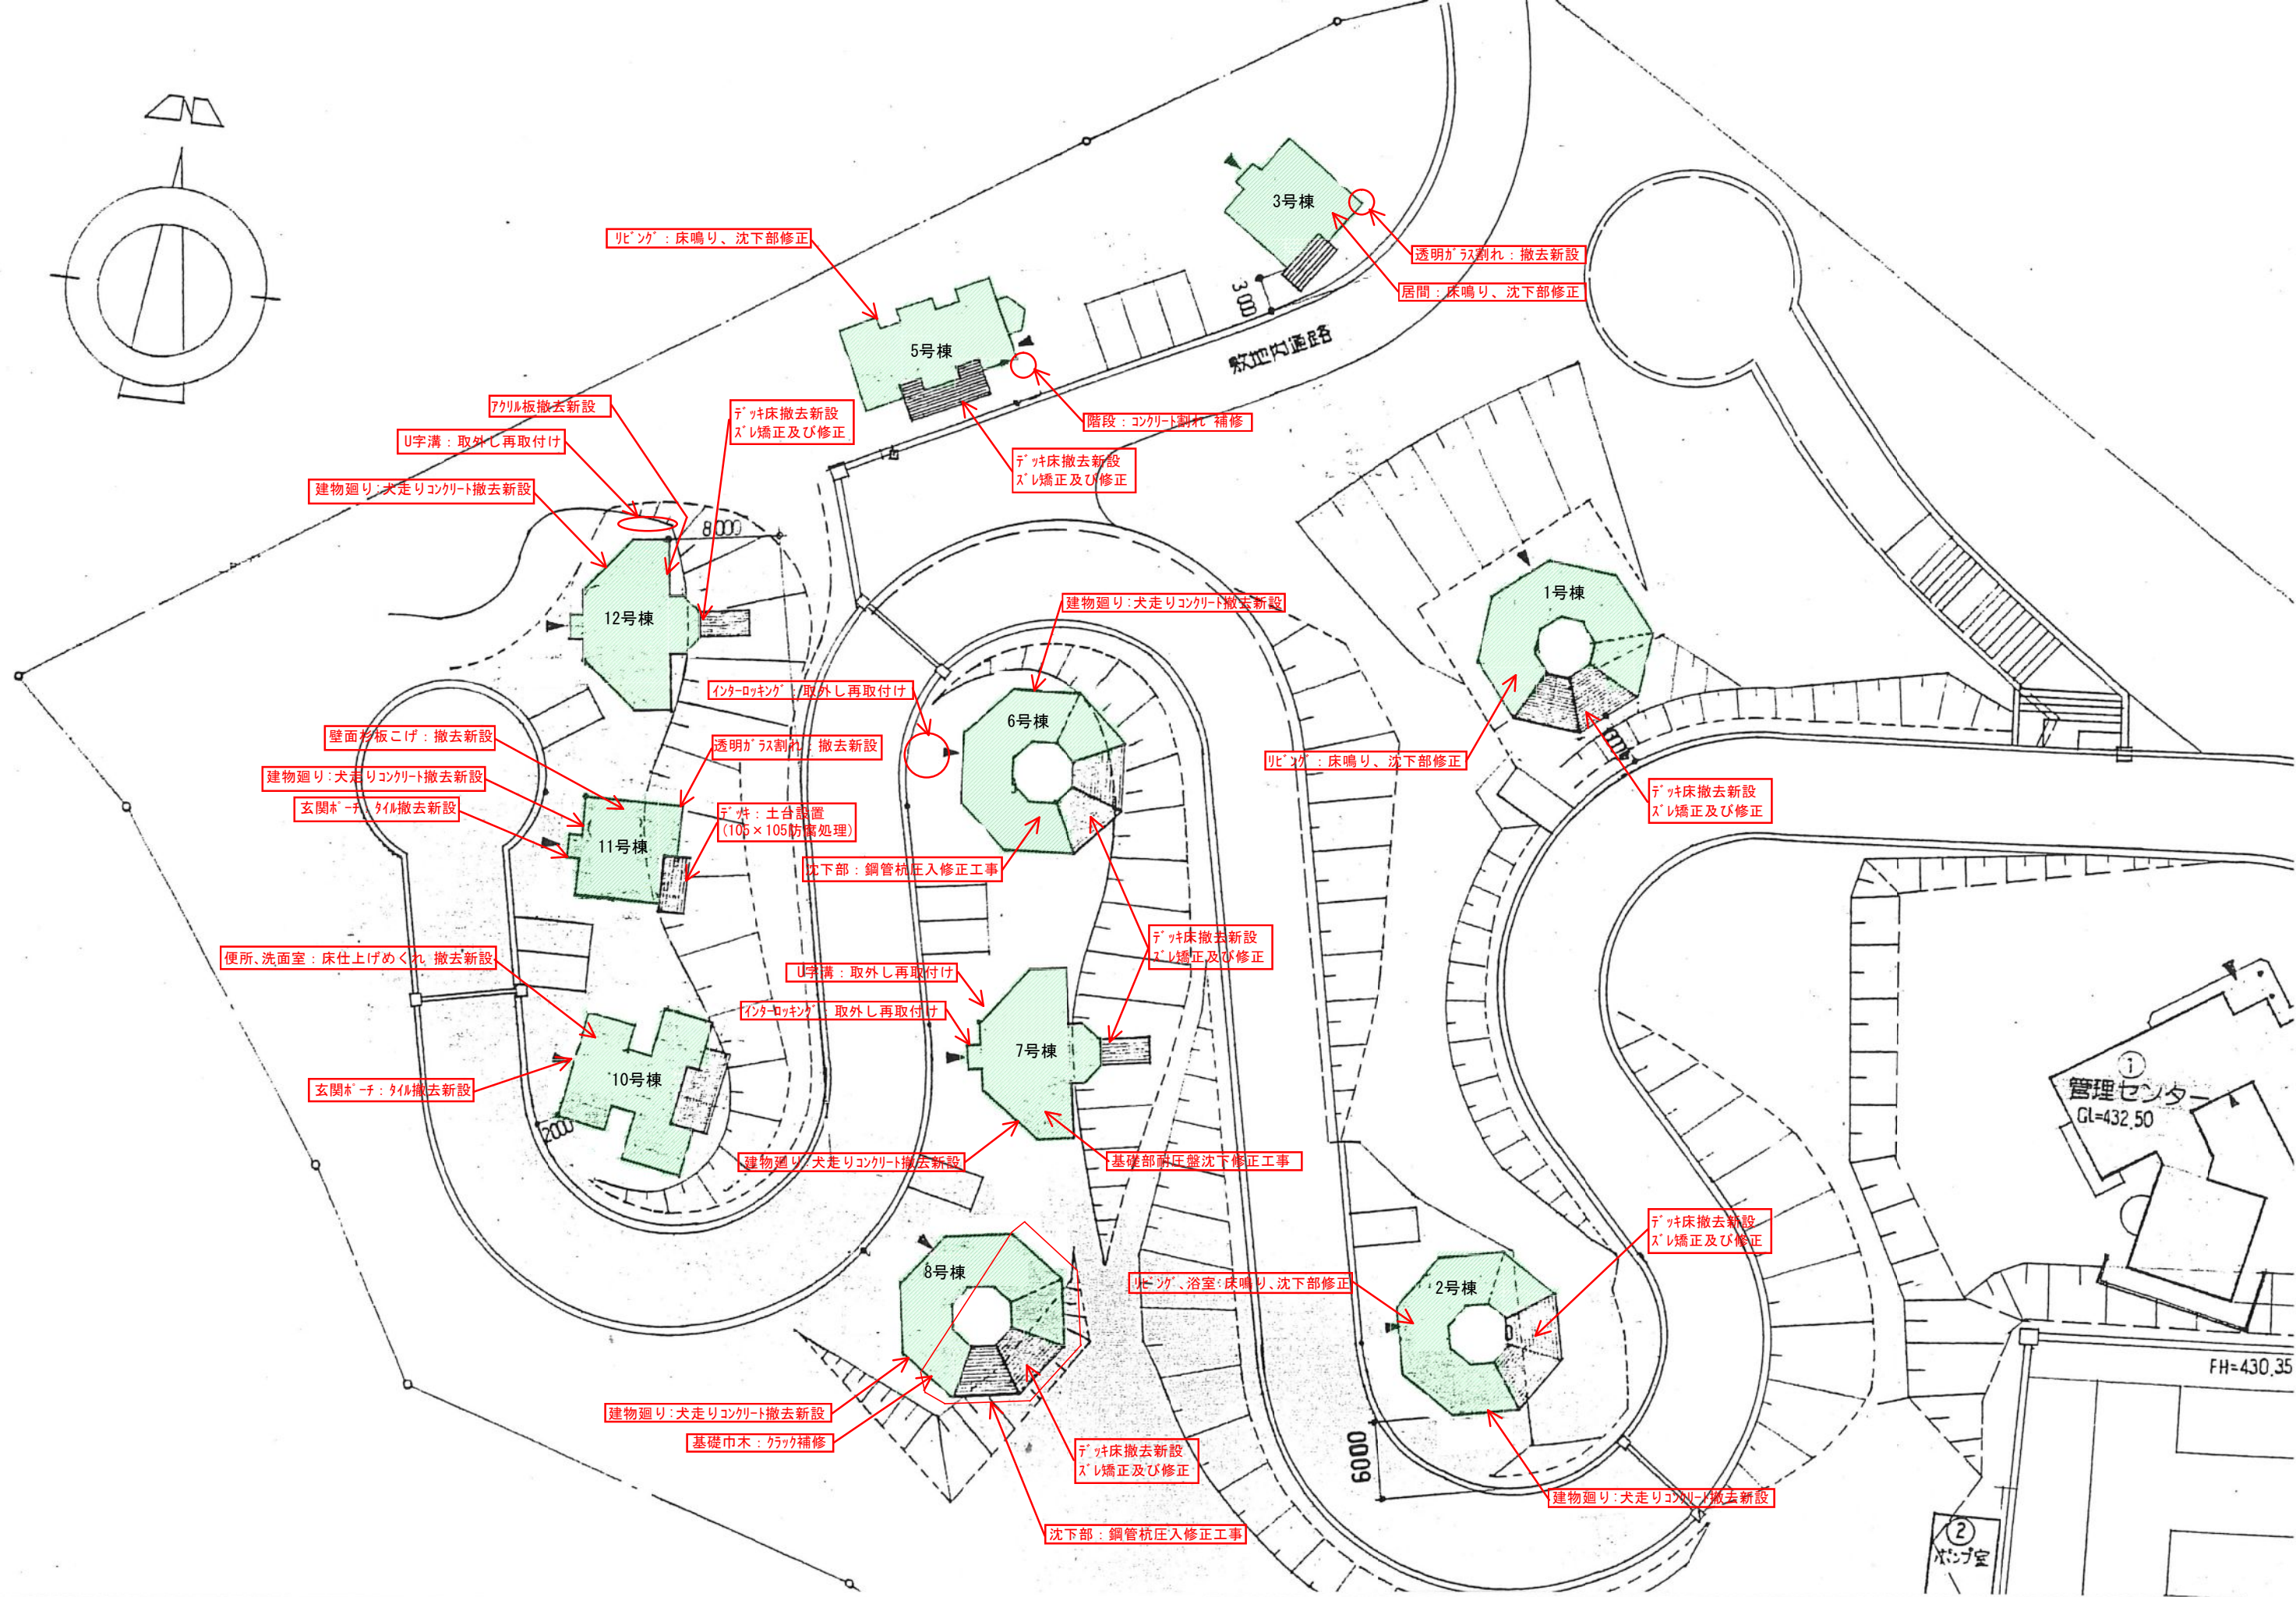 3号棟
ﾘﾋﾞﾝｸﾞ：床鳴り、沈下部修正
透明ｶﾞﾗｽ割れ：撤去新設
居間：床鳴り、沈下部修正
3000
敷地内通路
5号棟
ｱｸﾘﾙ板撤去新設
ﾃﾞｯｷ床撤去新設
ｽﾞﾚ矯正及び修正
階段：ｺﾝｸﾘｰﾄ割れ 補修
U字溝：取外し再取付け
ﾃﾞｯｷ床撤去新設
ｽﾞﾚ矯正及び修正
建物廻り：犬走りｺﾝｸﾘｰﾄ撤去新設
8000
12号棟
1号棟
建物廻り：犬走りｺﾝｸﾘｰﾄ撤去新設
ｲﾝﾀｰﾛｯｷﾝｸﾞ：取外し再取付け
6号棟
壁面杉板こげ：撤去新設
透明ｶﾞﾗｽ割れ：撤去新設
ﾘﾋﾞﾝｸﾞ：床鳴り、沈下部修正
建物廻り：犬走りｺﾝｸﾘｰﾄ撤去新設
玄関ﾎﾟｰﾁ：ﾀｲﾙ撤去新設
ﾃﾞｯｷ床撤去新設
ｽﾞﾚ矯正及び修正
ﾃﾞｯｷ：土台設置
(105×105防腐処理)
11号棟
沈下部：鋼管杭圧入修正工事
便所、洗面室：床仕上げめくれ 撤去新設
ﾃﾞｯｷ床撤去新設
ｽﾞﾚ矯正及び修正
U字溝：取外し再取付け
ｲﾝﾀｰﾛｯｷﾝｸﾞ：取外し再取付け
7号棟
10号棟
玄関ﾎﾟｰﾁ：ﾀｲﾙ撤去新設
2000
①
管理センター
GL=432,50
建物廻り：犬走りｺﾝｸﾘｰﾄ撤去新設
基礎部耐圧盤沈下修正工事
ﾃﾞｯｷ床撤去新設
ｽﾞﾚ矯正及び修正
8号棟
ﾘﾋﾞﾝｸﾞ、浴室：床鳴り、沈下部修正
2号棟
FH=430,35
建物廻り：犬走りｺﾝｸﾘｰﾄ撤去新設
基礎巾木：ｸﾗｯｸ補修
ﾃﾞｯｷ床撤去新設
ｽﾞﾚ矯正及び修正
6000
建物廻り：犬走りｺﾝｸﾘｰﾄ撤去新設
沈下部：鋼管杭圧入修正工事
②
ポンプ室